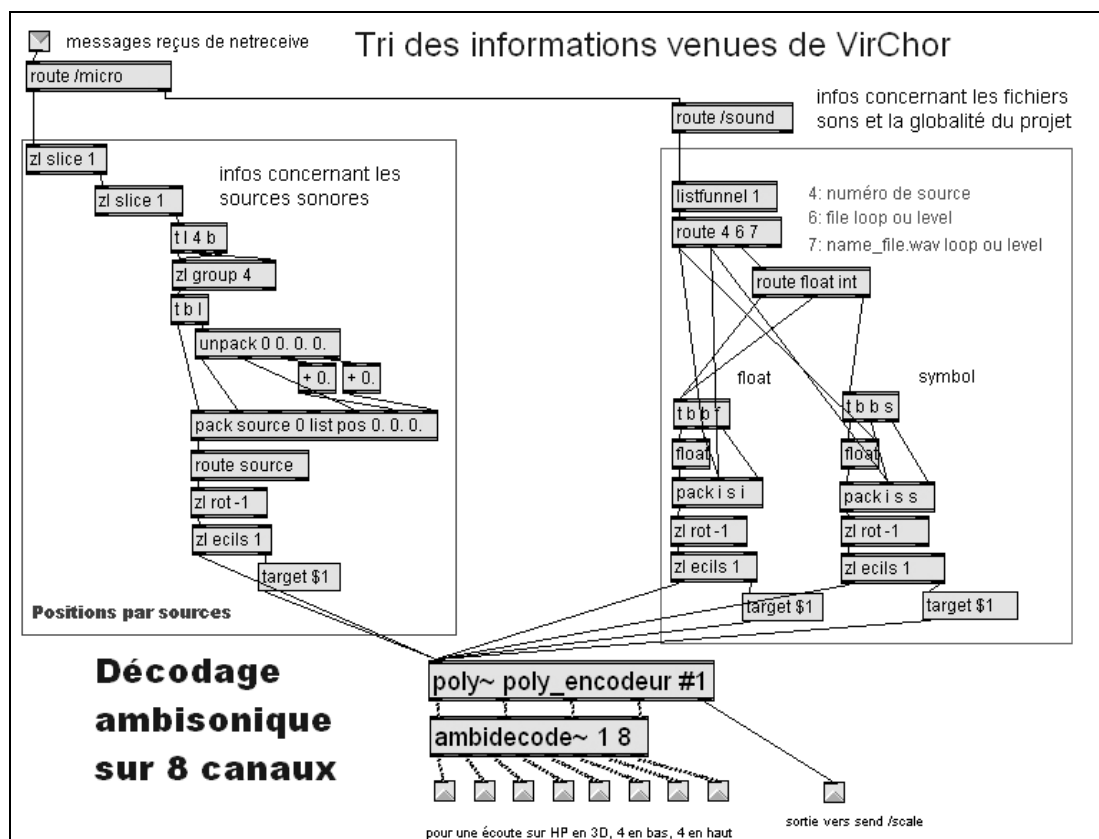 messages reçus de netreceive
Tri des informations venues de VirChor
route /micro
infos concernant les fichiers
sons et la globalité du projet
route /sound
zl slice 1
infos concernant les
sources sonores
zl slice 1
listfunnel 1
4: numéro de source
6: file loop ou level
7: name_file.wav loop ou level
t l 4 b
route 4 6 7
zl group 4
route float int
t b l
unpack 0 0. 0. 0.
+ 0.
+ 0.
float
symbol
t b b f
t b b s
pack source 0 list pos 0. 0. 0.
float
float
route source
pack i s i
pack i s s
zl rot -1
zl rot -1
zl rot -1
zl ecils 1
zl ecils 1
zl ecils 1
target $1
target $1
target $1
Positions par sources
Décodage
ambisonique
sur 8 canaux
poly~ poly_encodeur #1
ambidecode~ 1 8
sortie vers send /scale
pour une écoute sur HP en 3D, 4 en bas, 4 en haut